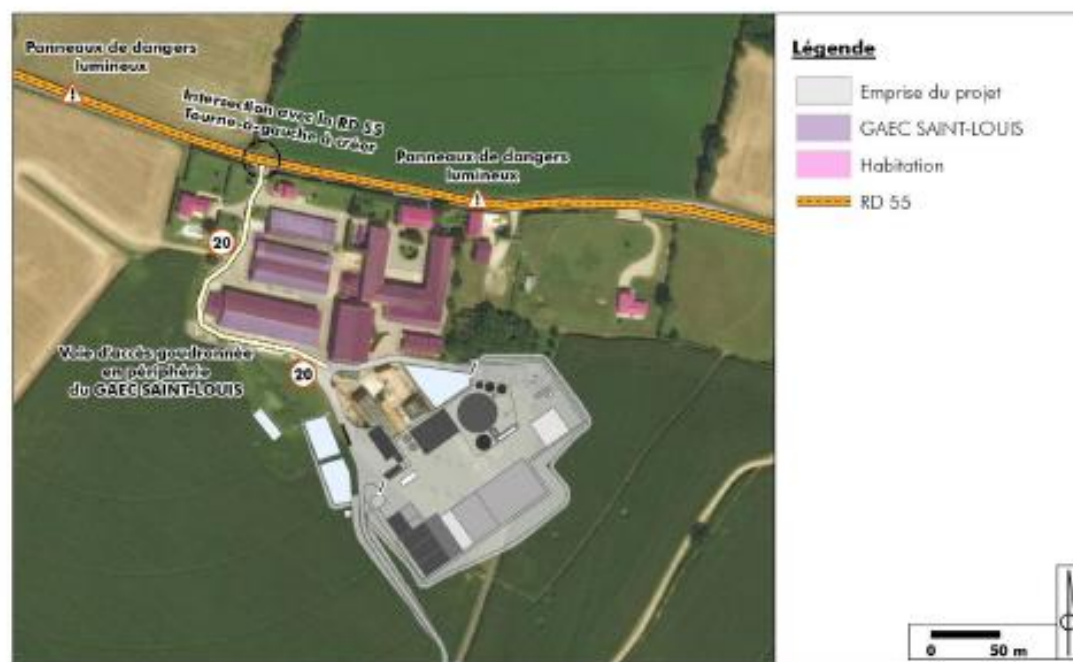 Panneaux de dangers
lumineux
Intersection avec la RD 55
Tourne-à-gauche à créer
Panneaux de dangers
lumineux
20
Voie d'accès goudronnée
en périphérie
du GAEC SAINT-LOUIS
20
Légende
Emprise du projet
GAEC SAINT-LOUIS
Habitation
RD 55
0 50 m